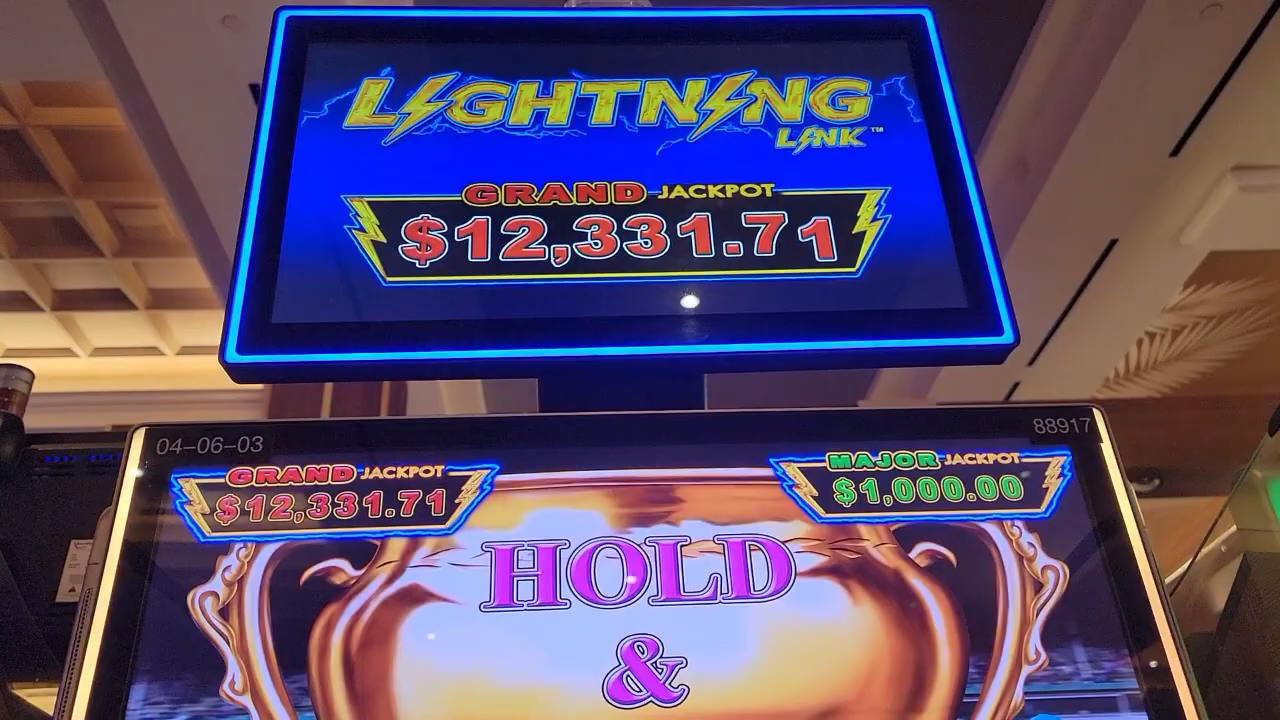 LIGHTNING
LINK™
GRAND JACKPOT
$12,331.71
04-06-03
88917
GRAND JACKPOT
$12,331.71
MAJOR JACKPOT
$1,000.00
HOLD
&